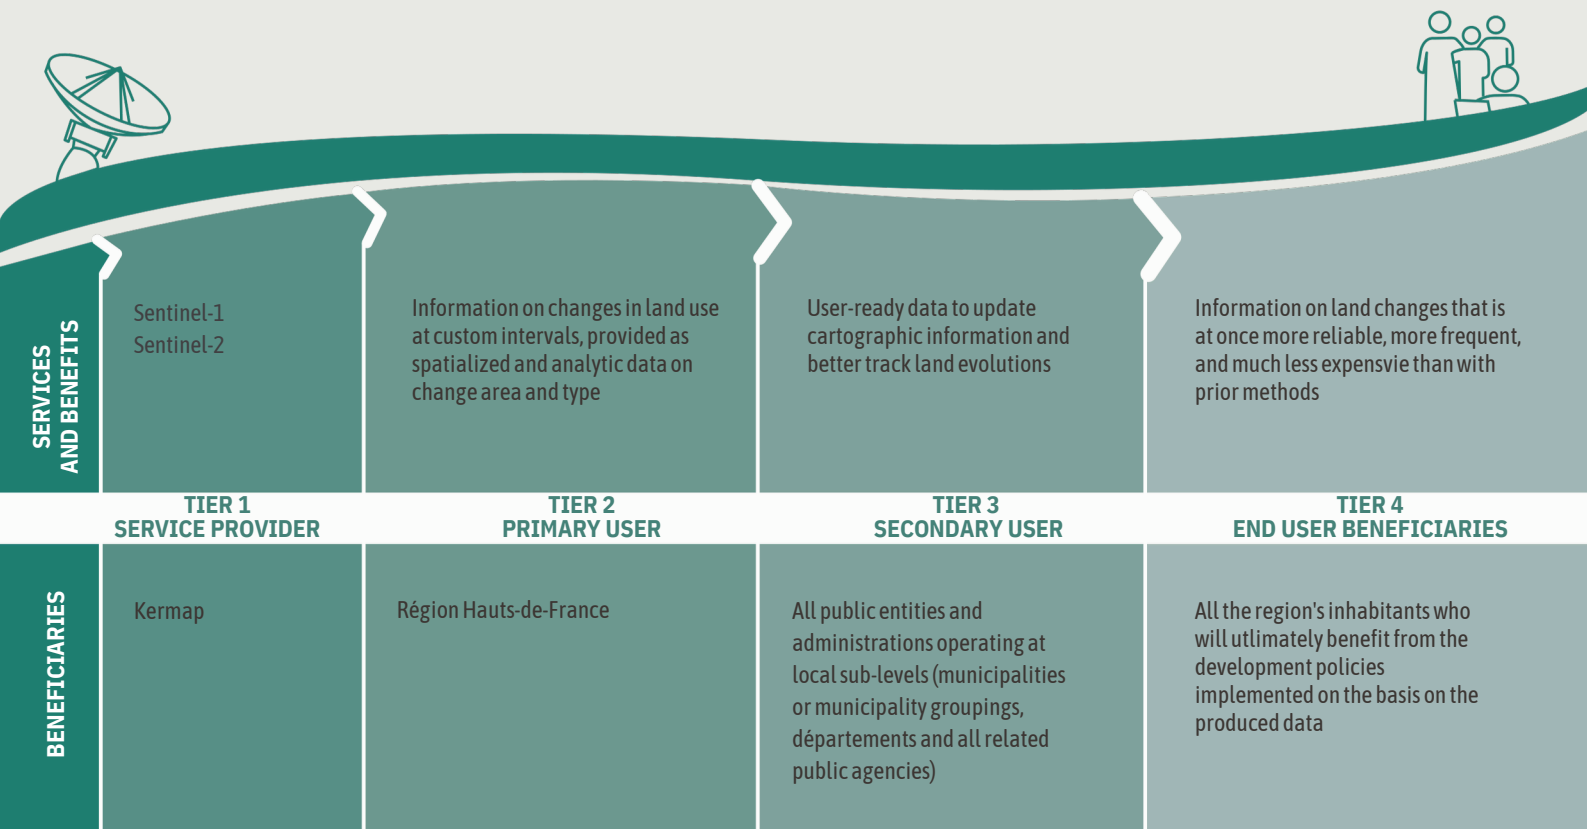 SERVICES
AND BENEFITS
Sentinel-1
Sentinel-2
Information on changes in land use
at custom intervals, provided as
spatialized and analytic data on
change area and type
User-ready data to update
cartographic information and
better track land evolutions
Information on land changes that is
at once more reliable, more frequent,
and much less expensvie than with
prior methods
TIER 1
SERVICE PROVIDER
TIER 2
PRIMARY USER
TIER 3
SECONDARY USER
TIER 4
END USER BENEFICIARIES
BENEFICIARIES
Kermap
Région Hauts-de-France
All public entities and
administrations operating at
local sub-levels (municipalities
or municipality groupings,
départements and all related
public agencies)
All the region's inhabitants who
will utlimately benefit from the
development policies
implemented on the basis on the
produced data